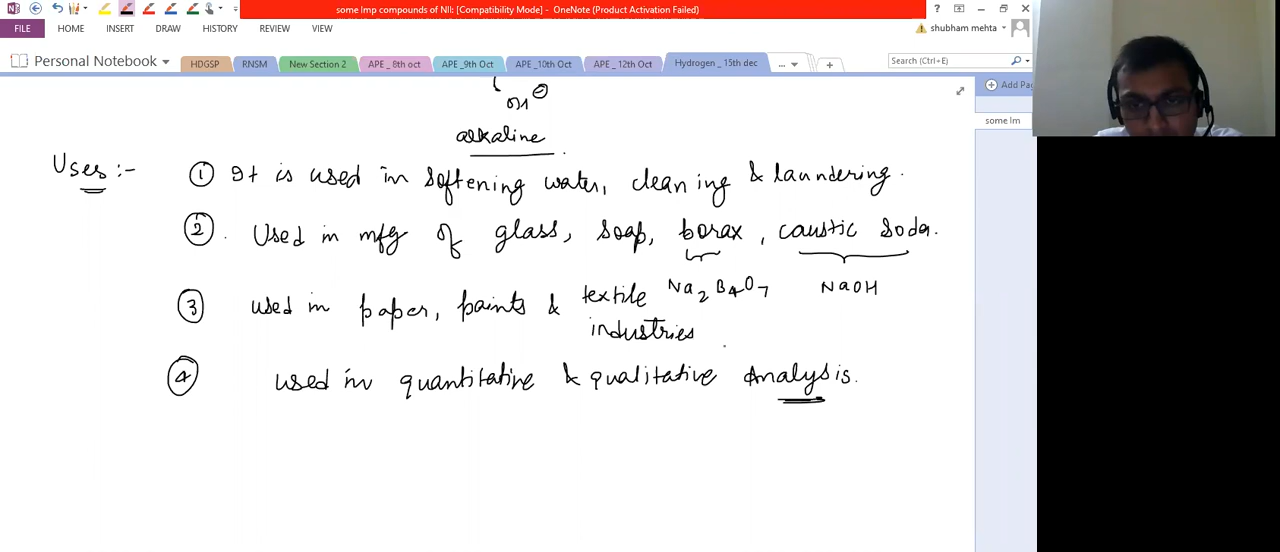 some Imp compounds of NII: [Compatibility Mode] - OneNote (Product Activation Failed)
FILE HOME INSERT DRAW HISTORY REVIEW VIEW shubham mehta
Personal Notebook HDGSP RNSM New Section 2 APE _ 8th oct APE _9th Oct APE _10th Oct APE _ 12th Oct Hydrogen _ 15th dec ... + Search (Ctrl+E)
Add Pag
some Im
OH⊖
alkaline
Uses :- ① It is used in softening water, cleaning & laundering.
② Used in mfg of glass, soap, borax, caustic soda.
Na2B4O7 NaOH
③ used in paper, paints & textile
industries
④ used in quantitative & qualitative Analysis.